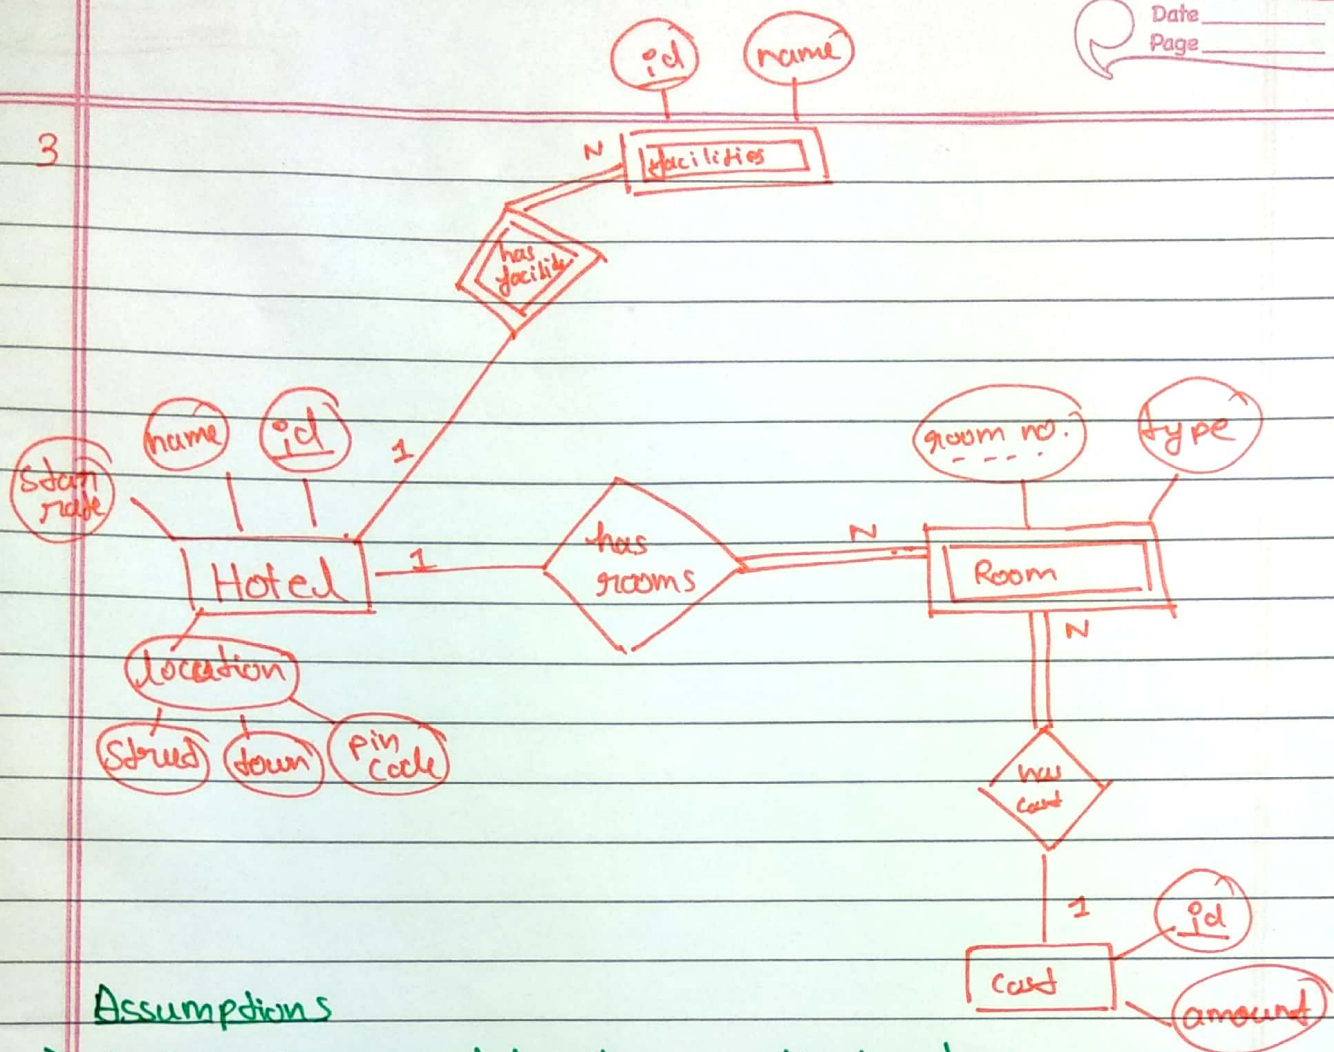 Date
Page
id name
3
N facilities
has
facilities
name id
star
rate
1
room no. type
Hotel 1 has
rooms N Room
N
location
street town pin
code
has
cost
1
id
cost
amount
Assumptions